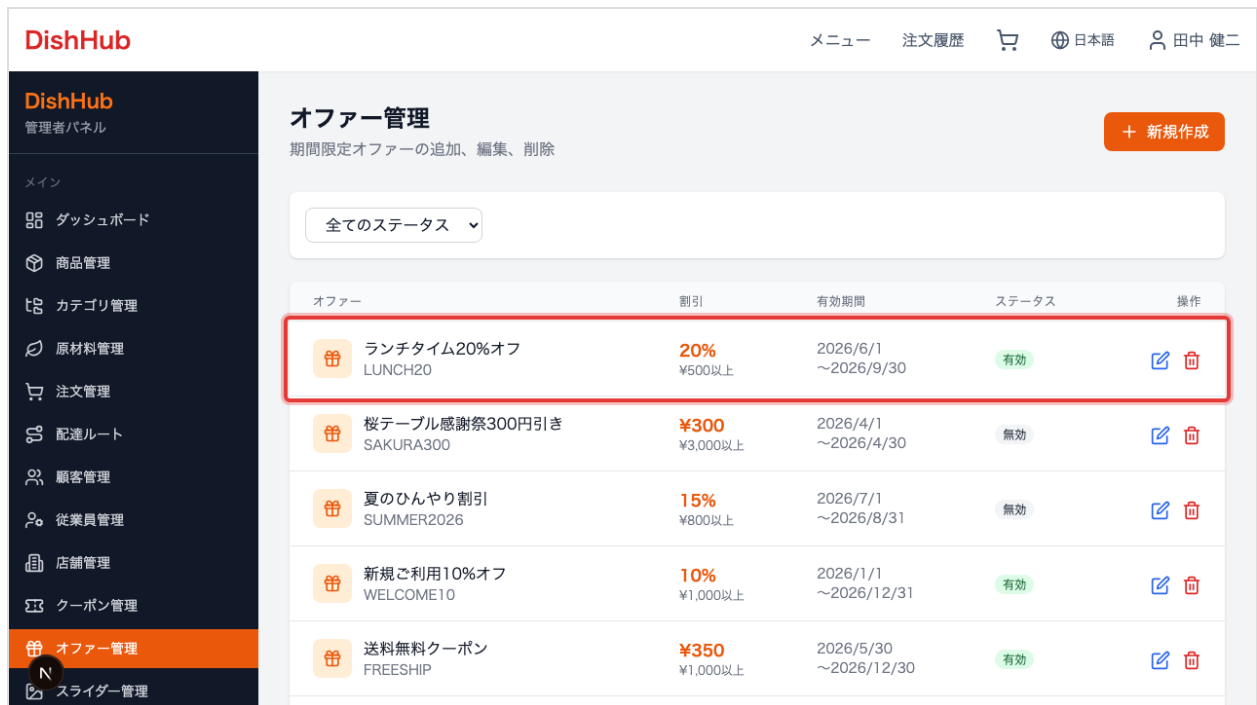 DishHub
メニュー 注文履歴 日本語 田中 健二
DishHub
管理者パネル
メイン
ダッシュボード
商品管理
カテゴリ管理
原材料管理
注文管理
配達ルート
顧客管理
従業員管理
店舗管理
クーポン管理
オファー管理
N
スライダー管理
オファー管理
期間限定オファーの追加、編集、削除
+ 新規作成
全てのステータス
オファー 割引 有効期間 ステータス 操作
ランチタイム20%オフ 20% 2026/6/1 有効
LUNCH20 ¥500以上 〜2026/9/30
桜テーブル感謝祭300円引き ¥300 2026/4/1 無効
SAKURA300 ¥3,000以上 〜2026/4/30
夏のひんやり割引 15% 2026/7/1 無効
SUMMER2026 ¥800以上 〜2026/8/31
新規ご利用10%オフ 10% 2026/1/1 有効
WELCOME10 ¥1,000以上 〜2026/12/31
送料無料クーポン ¥350 2026/5/30 有効
FREESHIP ¥1,000以上 〜2026/12/30